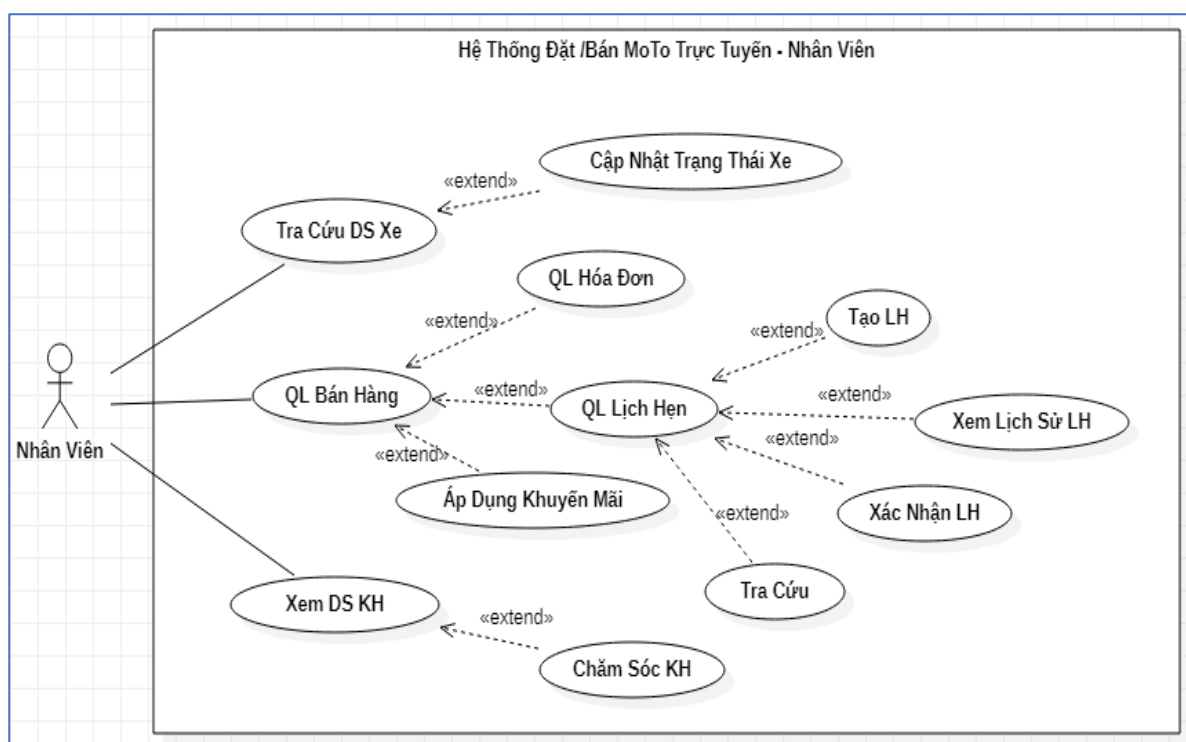 Hệ Thống Đặt /Bán MoTo Trực Tuyến - Nhân Viên
Cập Nhật Trạng Thái Xe
«extend»
Tra Cứu DS Xe
QL Hóa Đơn
«extend»
Tạo LH
«extend»
QL Bán Hàng
«extend»
QL Lịch Hẹn
«extend»
Xem Lịch Sử LH
Nhân Viên
«extend»
«extend»
Áp Dụng Khuyến Mãi
Xác Nhận LH
«extend»
Tra Cứu
Xem DS KH
«extend»
Chăm Sóc KH